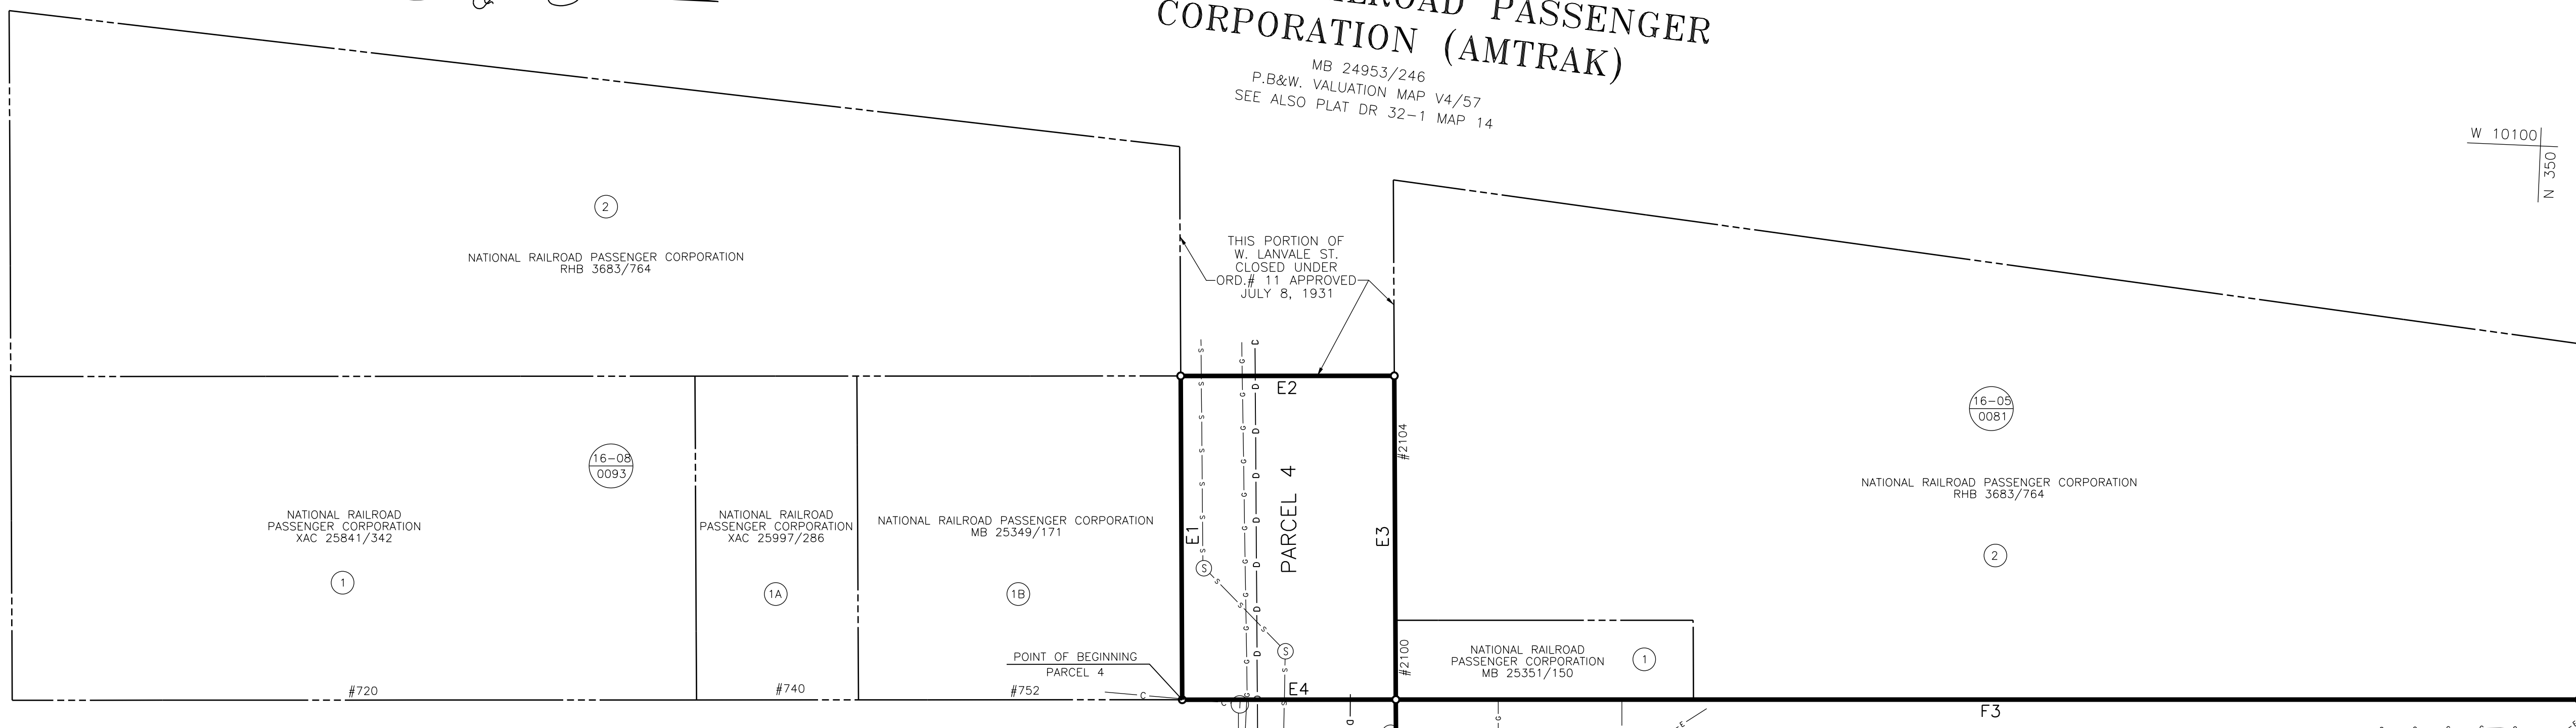 PASSENGER
CORPORATION (AMTRAK)
MB 24953/246
P.B&W. VALUATION MAP V4/57
SEE ALSO PLAT DR 32-1 MAP 14
W 10100
N 350
2
NATIONAL RAILROAD PASSENGER CORPORATION
RHB 3683/764
THIS PORTION OF
W. LANVALE ST.
CLOSED UNDER
ORD.# 11 APPROVED
JULY 8, 1931
E2
16-08
0093
NATIONAL RAILROAD
PASSENGER CORPORATION
XAC 25841/342
1
#720
NATIONAL RAILROAD
PASSENGER CORPORATION
XAC 25997/286
1A
#740
NATIONAL RAILROAD PASSENGER CORPORATION
MB 25349/171
1B
#752
POINT OF BEGINNING
PARCEL 4
E1
PARCEL 4
E3
E4
S
S
#2104
#2100
16-05
0081
NATIONAL RAILROAD PASSENGER CORPORATION
RHB 3683/764
2
NATIONAL RAILROAD
PASSENGER CORPORATION
MB 25351/150
1
F3